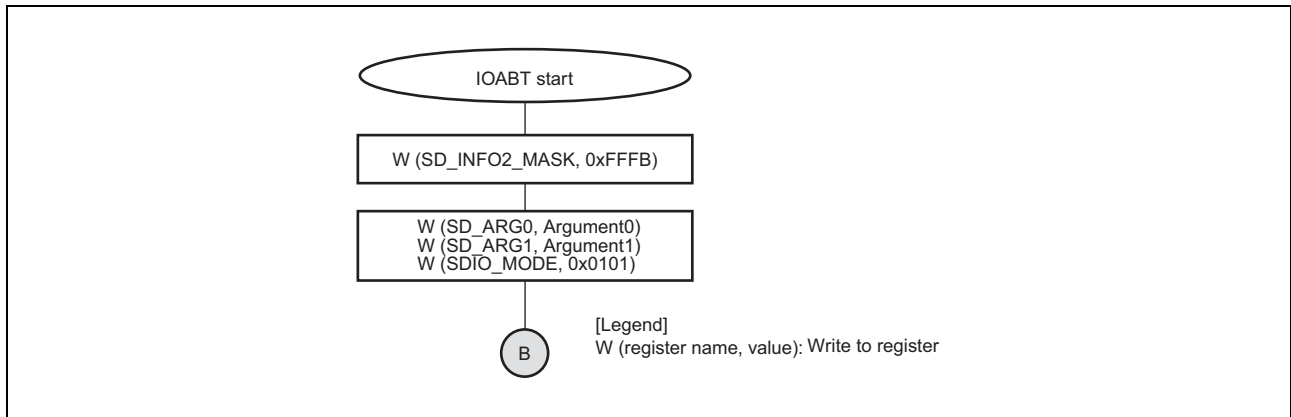 IOABT start
W (SD_INFO2_MASK, 0xFFFB)
W (SD_ARG0, Argument0)
W (SD_ARG1, Argument1)
W (SDIO_MODE, 0x0101)
B
[Legend]
W (register name, value): Write to register